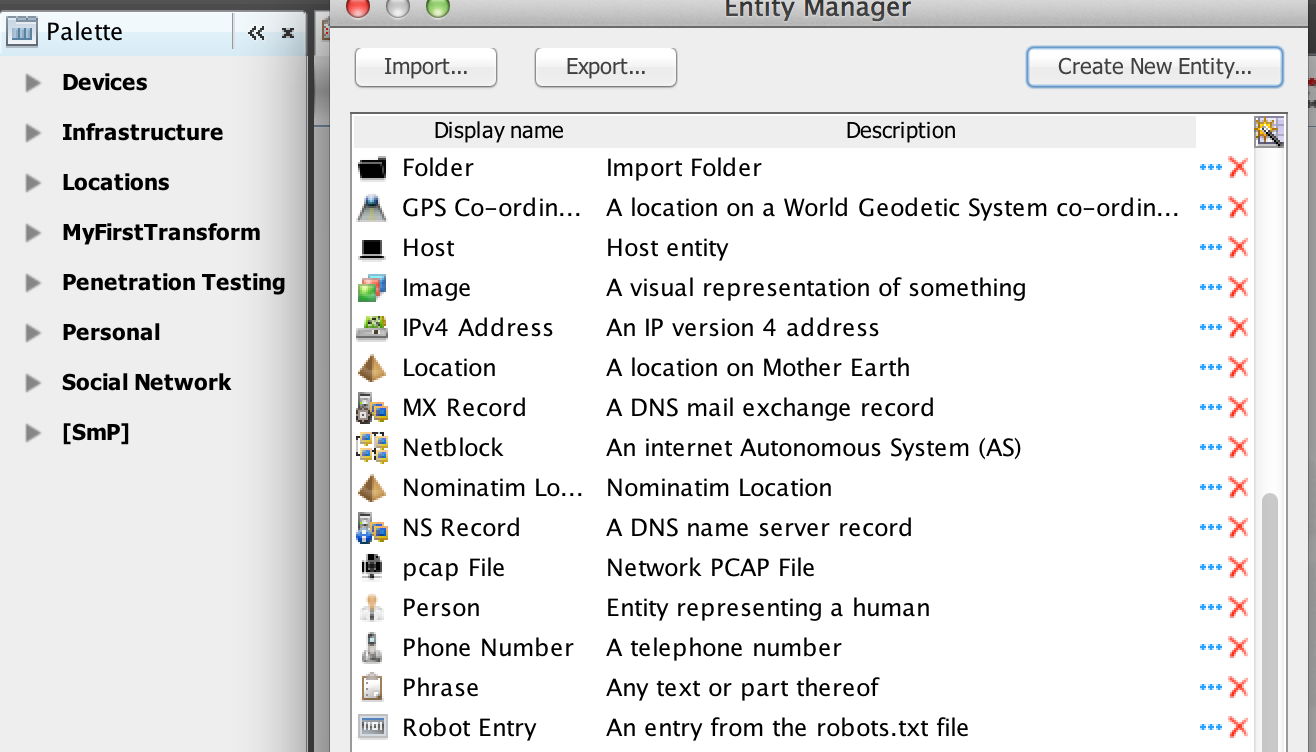 Palette
Devices
Infrastructure
Locations
MyFirstTransform
Penetration Testing
Personal
Social Network
[SmP]
Entity Manager
Import...
Export...
Create New Entity...
Display name Description
Folder Import Folder
GPS Co-ordin... A location on a World Geodetic System co-ordin...
Host Host entity
Image A visual representation of something
IPv4 Address An IP version 4 address
Location A location on Mother Earth
MX Record A DNS mail exchange record
Netblock An internet Autonomous System (AS)
Nominatim Lo... Nominatim Location
NS Record A DNS name server record
pcap File Network PCAP File
Person Entity representing a human
Phone Number A telephone number
Phrase Any text or part thereof
Robot Entry An entry from the robots.txt file